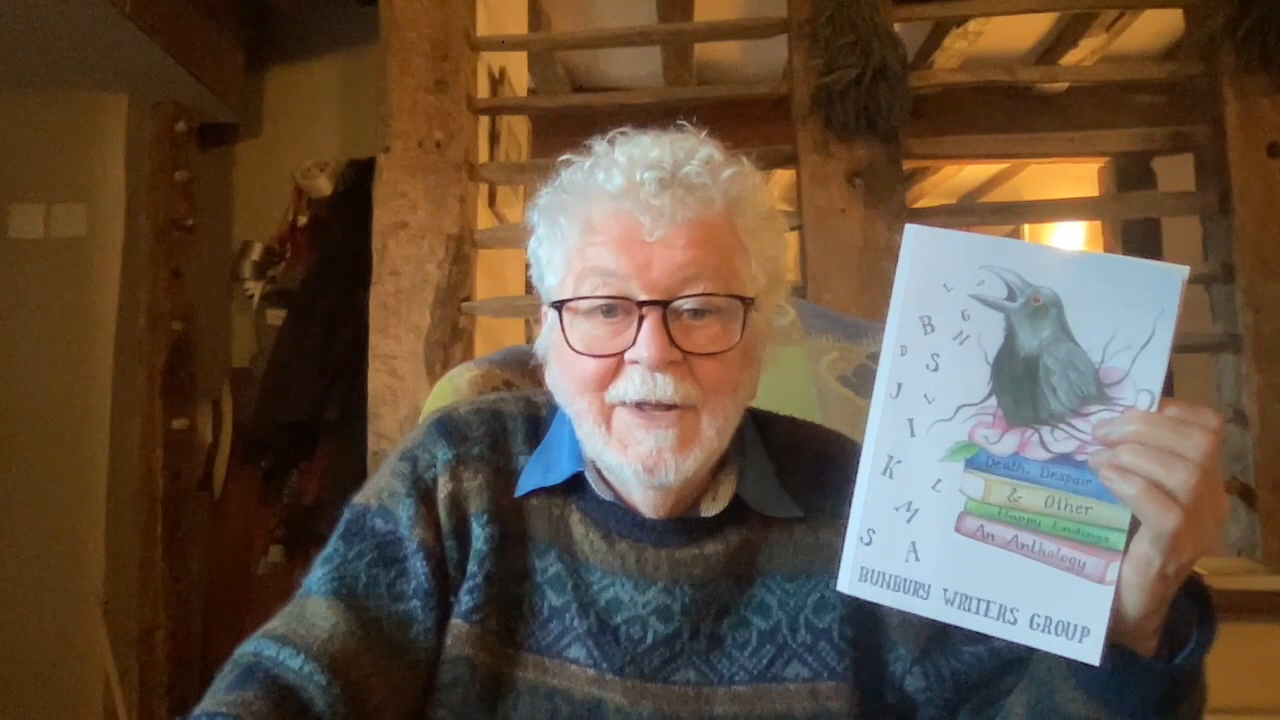 L
D
B
G
N
D
S
J
L
I
K
L
M
S
A
Death, Despair
& Other
Happy Endings
An Anthology
BUNBURY WRITERS GROUP